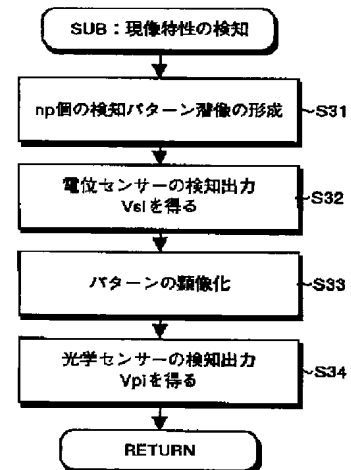 SUB：現像特性の検知
np個の検知パターン潜像の形成
S31
電位センサーの検知出力
Vsiを得る
S32
パターンの顕像化
S33
光学センサーの検知出力
Vpiを得る
S34
RETURN